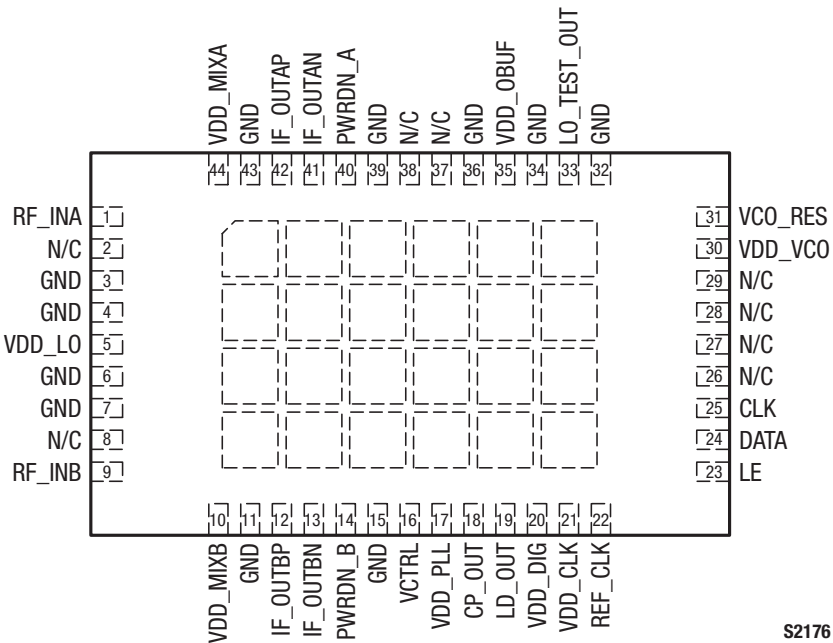 VDD_MIXA
GND
IF_OUTAP
IF_OUTAN
PWRDN_A
GND
N/C
N/C
GND
VDD_OBUF
GND
LO_TEST_OUT
GND
44 43 42 41 40 39 38 37 36 35 34 33 32
RF_INA 1
N/C 2
GND 3
GND 4
VDD_LO 5
GND 6
GND 7
N/C 8
RF_INB 9
31 VCO_RES
30 VDD_VCO
29 N/C
28 N/C
27 N/C
26 N/C
25 CLK
24 DATA
23 LE
10 11 12 13 14 15 16 17 18 19 20 21 22
VDD_MIXB
GND
IF_OUTBP
IF_OUTBN
PWRDN_B
GND
VCTRL
VDD_PLL
CP_OUT
LD_OUT
VDD_DIG
VDD_CLK
REF_CLK
S2176